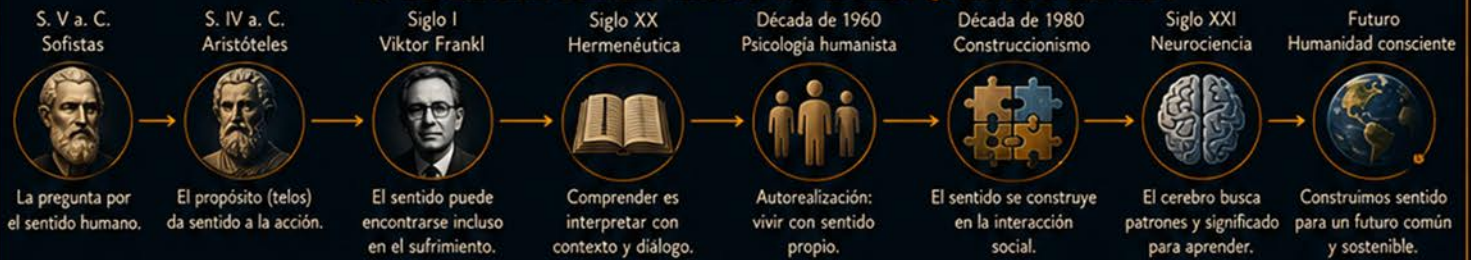 S. V a. C.
Sofistas
La pregunta por
el sentido humano.
S. IV a. C.
Aristóteles
El propósito (telos)
da sentido a la acción.
Siglo I
Viktor Frankl
El sentido puede
encontrarse incluso
en el sufrimiento.
Siglo XX
Hermenéutica
Comprender es
interpretar con
contexto y diálogo.
Década de 1960
Psicología humanista
Autorealización:
vivir con sentido
propio.
Década de 1980
Construccionismo
El sentido se construye
en la interacción
social.
Siglo XXI
Neurociencia
El cerebro busca
patrones y significado
para aprender.
Futuro
Humanidad consciente
Construimos sentido
para un futuro común
y sostenible.